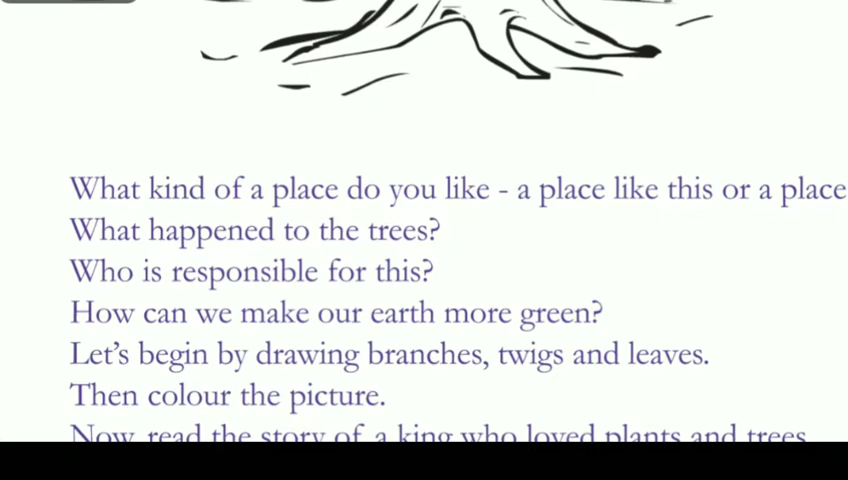 What kind of a place do you like - a place like this or a place
What happened to the trees?
Who is responsible for this?
How can we make our earth more green?
Let's begin by drawing branches, twigs and leaves.
Then colour the picture.
Now, read the story of a king who loved plants and trees